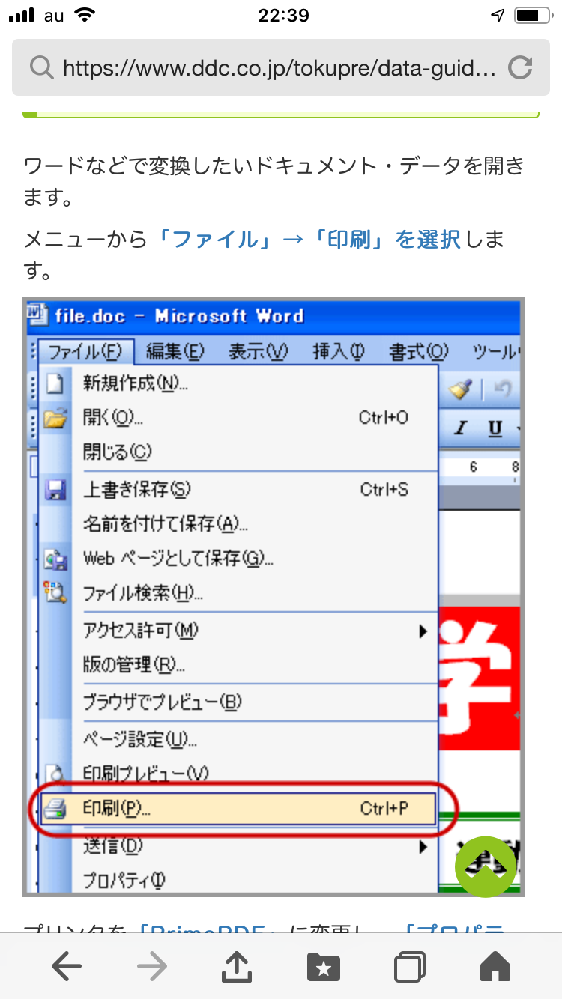 au 22:39
https://www.ddc.co.jp/tokupre/data-guid...
ワードなどで変換したいドキュメント・データを開き
ます。
メニューから「ファイル」→「印刷」を選択しま
す。
file.doc - Microsoft Word
ファイル(F) 編集(E) 表示(V) 挿入(I) 書式(O) ツール
新規作成(N)...
開く(O)... Ctrl+O
I U
閉じる(C)
6 8
上書き保存(S) Ctrl+S
名前を付けて保存(A)...
Web ページとして保存(G)...
ファイル検索(H)...
アクセス許可(M)
学
版の管理(R)...
ブラウザでプレビュー(B)
ページ設定(U)...
印刷プレビュー(V)
印刷(P)... Ctrl+P
送信(D)
プロパティ(I)
プリンタを「PrimoPDF」に変更し、「プロパテ